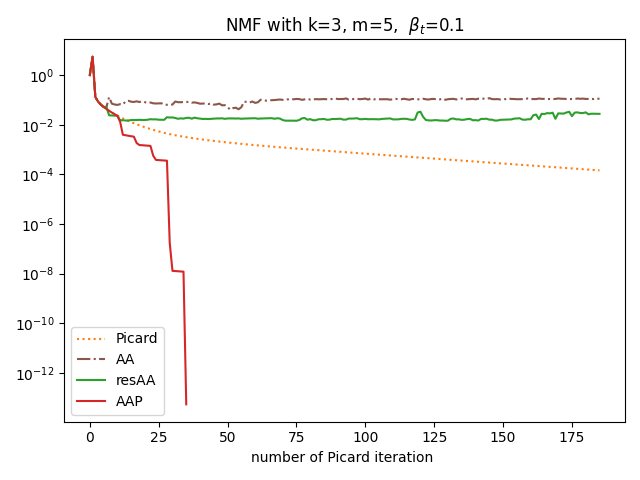 NMF with k=3, m=5, βt=0.1
10^0
10^-2
10^-4
10^-6
10^-8
10^-10
10^-12
Picard
AA
resAA
AAP
0 25 50 75 100 125 150 175
number of Picard iteration